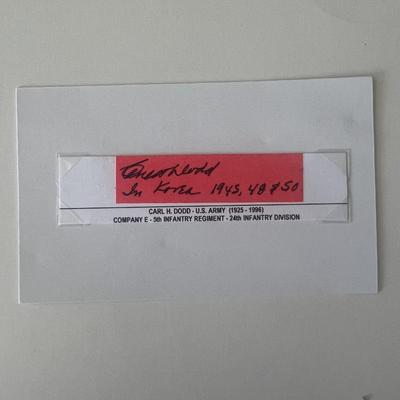 Carl H Dodd
In Korea 1945, 48 & 50
CARL H. DODD - U.S. ARMY (1925 - 1996)
COMPANY E - 5th INFANTRY REGIMENT - 24th INFANTRY DIVISION